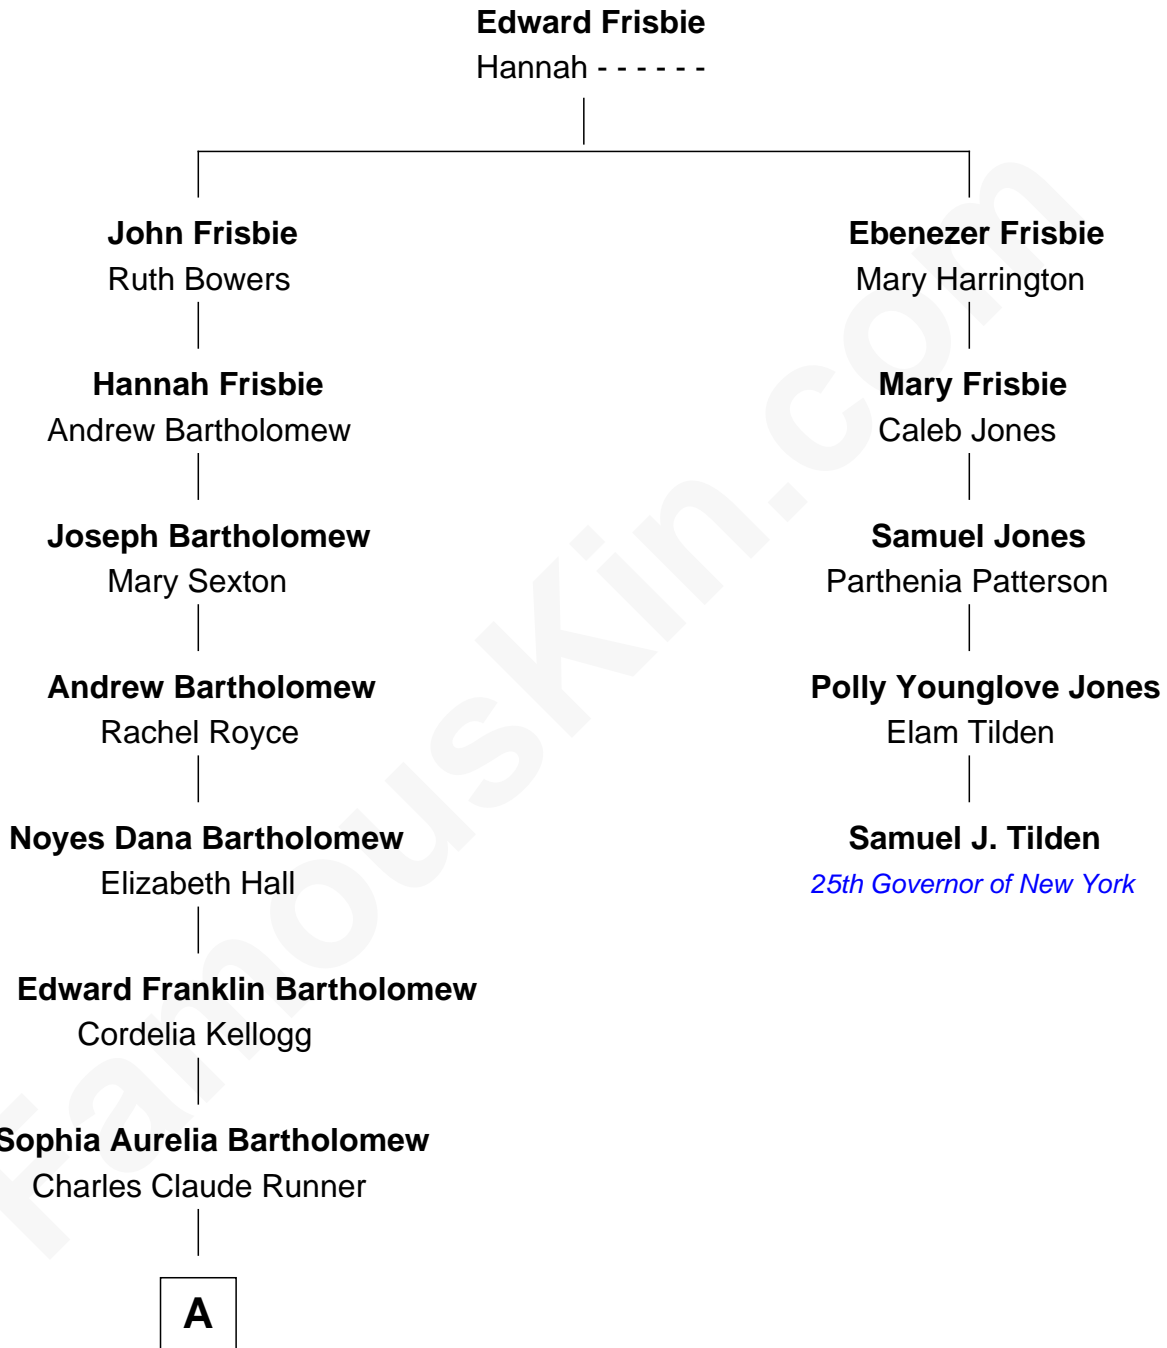 Edward Frisbie
Hannah - - - - - -
John Frisbie
Ruth Bowers
Ebenezer Frisbie
Mary Harrington
Hannah Frisbie
Andrew Bartholomew
Mary Frisbie
Caleb Jones
Joseph Bartholomew
Mary Sexton
Samuel Jones
Parthenia Patterson
Andrew Bartholomew
Rachel Royce
Polly Younglove Jones
Elam Tilden
Noyes Dana Bartholomew
Elizabeth Hall
Samuel J. Tilden
25th Governor of New York
Edward Franklin Bartholomew
Cordelia Kellogg
Sophia Aurelia Bartholomew
Charles Claude Runner
A
FamousKin.com